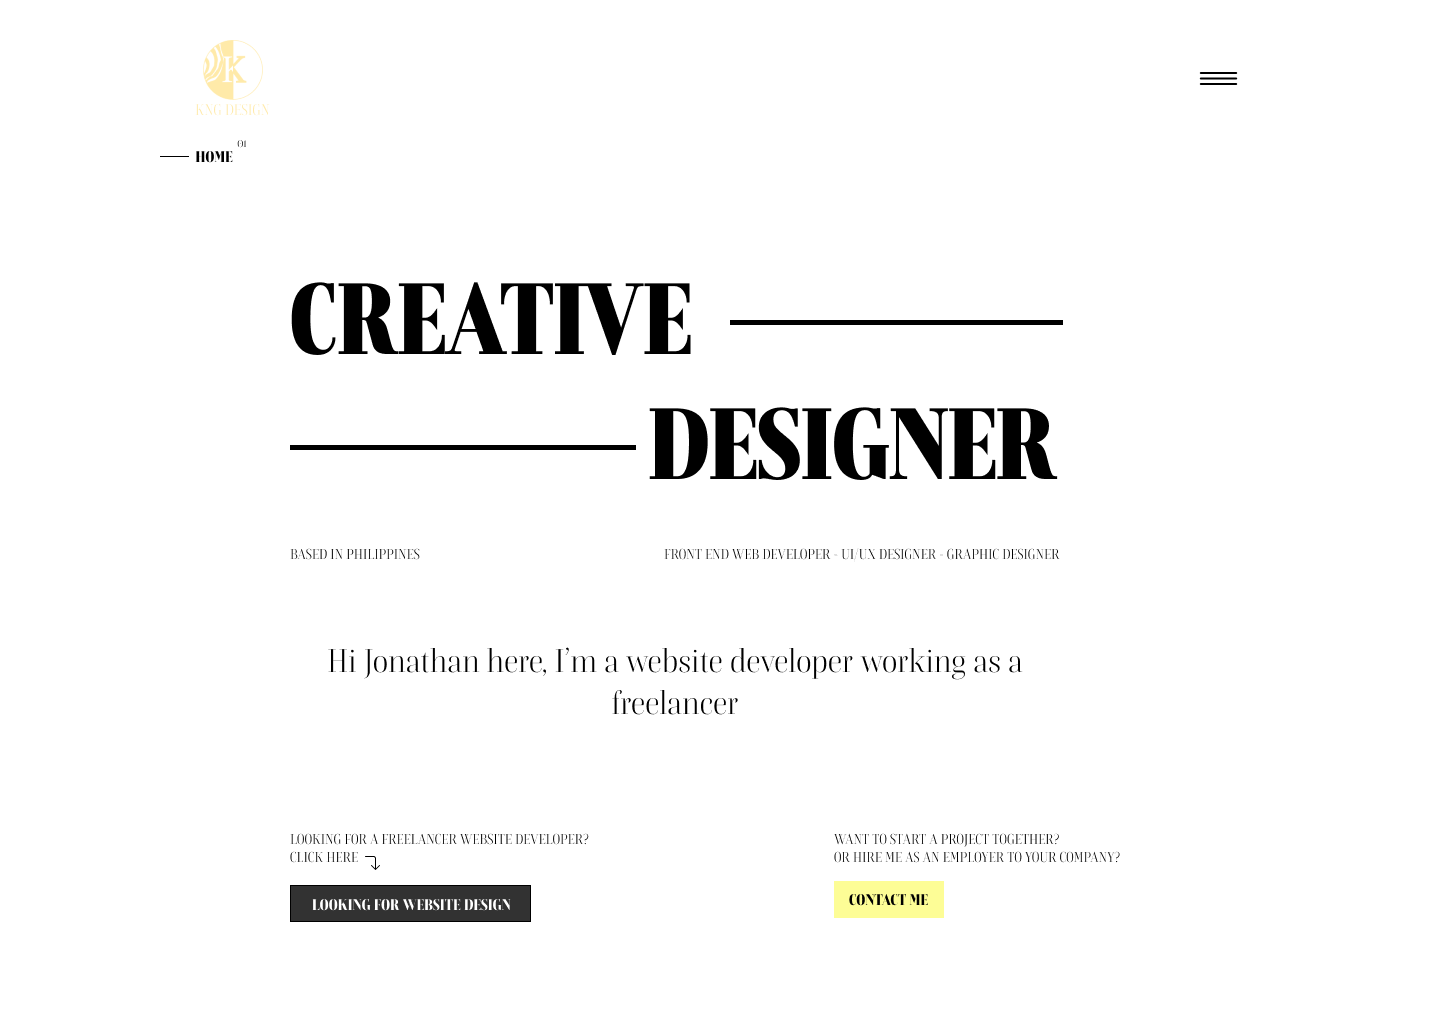 K
KNG DESIGN
HOME 01
CREATIVE
DESIGNER
BASED IN PHILIPPINES
FRONT END WEB DEVELOPER - UI/UX DESIGNER - GRAPHIC DESIGNER
Hi Jonathan here, I’m a website developer working as a
freelancer
LOOKING FOR A FREELANCER WEBSITE DEVELOPER?
CLICK HERE
LOOKING FOR WEBSITE DESIGN
WANT TO START A PROJECT TOGETHER?
OR HIRE ME AS AN EMPLOYER TO YOUR COMPANY?
CONTACT ME